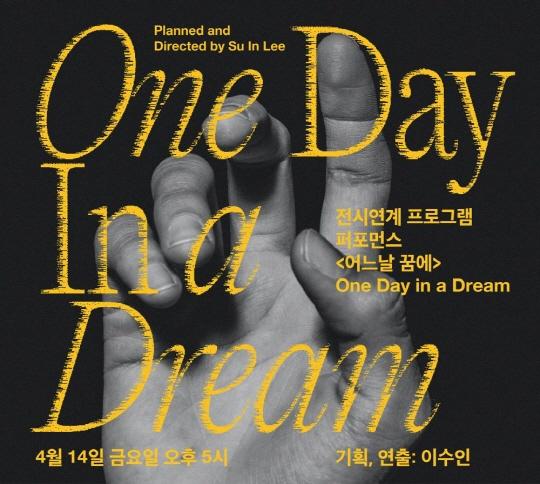 Planned and
Directed by Su In Lee
One Day
In a
Dream
전시연계 프로그램
퍼포먼스
<어느날 꿈에>
One Day in a Dream
4월 14일 금요일 오후 5시
기획, 연출: 이수인